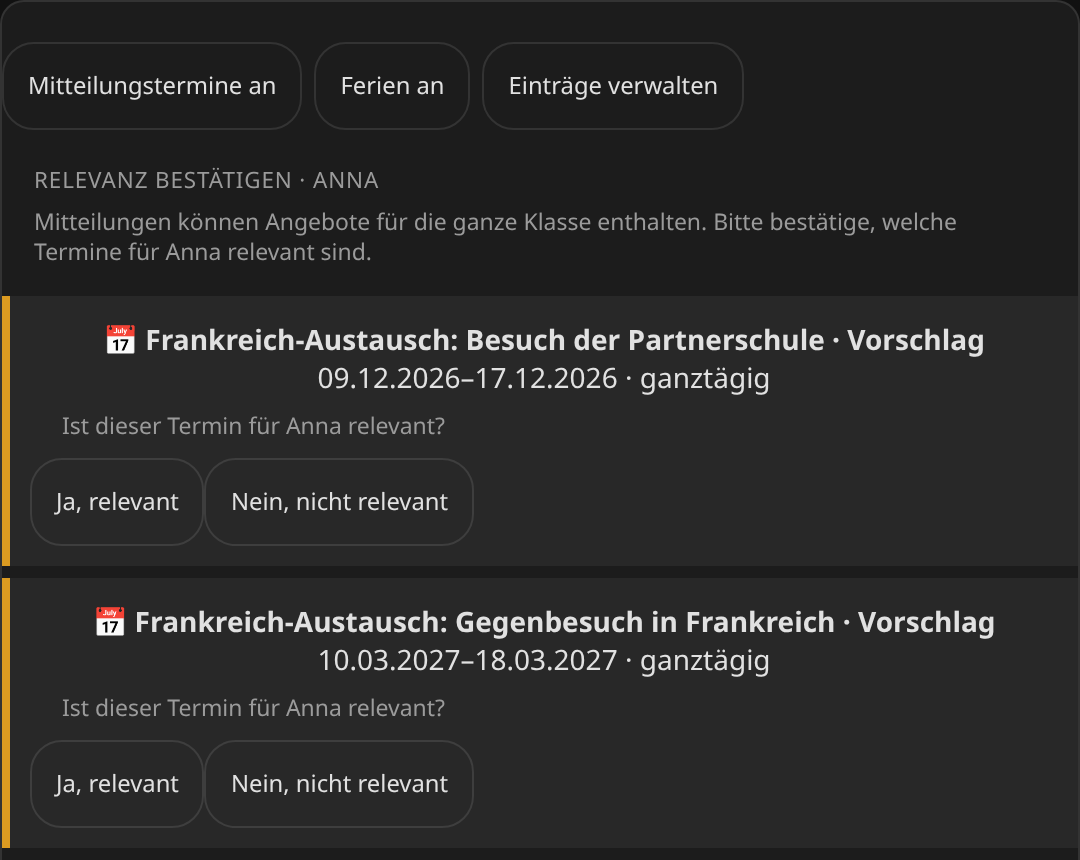 Mitteilungstermine an Ferien an Einträge verwalten
RELEVANZ BESTÄTIGEN · ANNA
Mitteilungen können Angebote für die ganze Klasse enthalten. Bitte bestätige, welche
Termine für Anna relevant sind.
📅 Frankreich-Austausch: Besuch der Partnerschule · Vorschlag
09.12.2026–17.12.2026 · ganztägig
Ist dieser Termin für Anna relevant?
Ja, relevant Nein, nicht relevant
📅 Frankreich-Austausch: Gegenbesuch in Frankreich · Vorschlag
10.03.2027–18.03.2027 · ganztägig
Ist dieser Termin für Anna relevant?
Ja, relevant Nein, nicht relevant